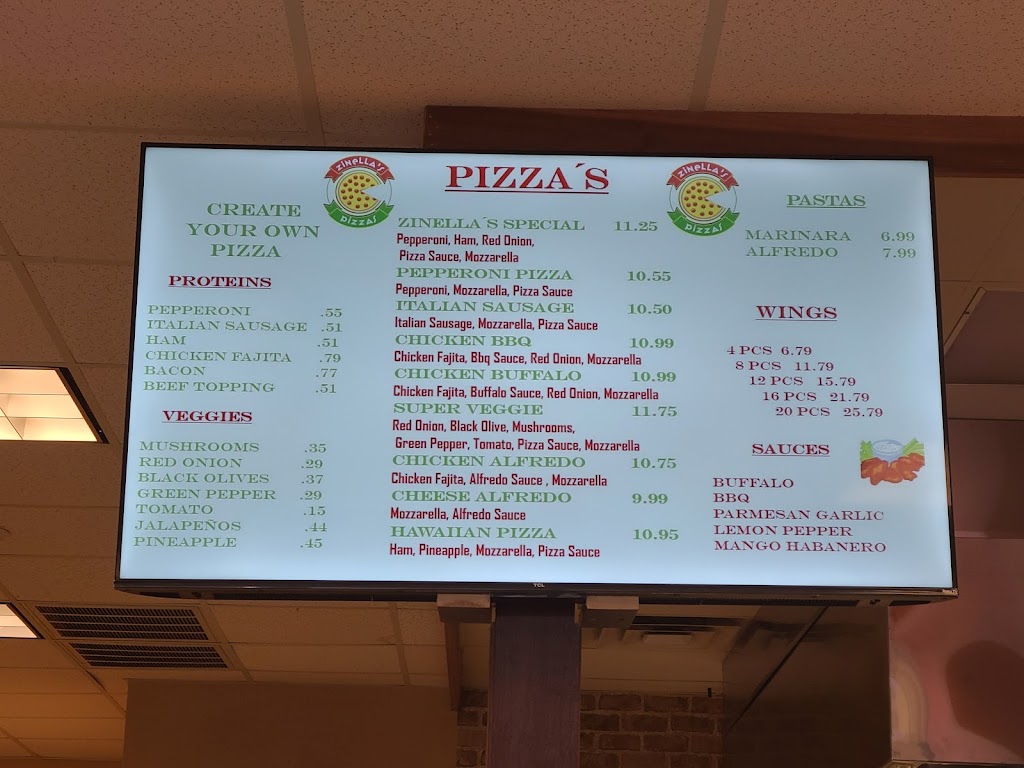 ZINELLA'S
PIZZAS
PIZZA´S
ZINELLA'S
PIZZAS
CREATE
YOUR OWN
PIZZA
PROTEINS
PEPPERONI .55
ITALIAN SAUSAGE .51
HAM .51
CHICKEN FAJITA .79
BACON .77
BEEF TOPPING .51
VEGGIES
MUSHROOMS .35
RED ONION .29
BLACK OLIVES .37
GREEN PEPPER .29
TOMATO .15
JALAPEÑOS .44
PINEAPPLE .45
ZINELLA´S SPECIAL 11.25
Pepperoni, Ham, Red Onion,
Pizza Sauce, Mozzarella
PEPPERONI PIZZA 10.55
Pepperoni, Mozzarella, Pizza Sauce
ITALIAN SAUSAGE 10.50
Italian Sausage, Mozzarella, Pizza Sauce
CHICKEN BBQ 10.99
Chicken Fajita, Bbq Sauce, Red Onion, Mozzarella
CHICKEN BUFFALO 10.99
Chicken Fajita, Buffalo Sauce, Red Onion, Mozzarella
SUPER VEGGIE 11.75
Red Onion, Black Olive, Mushrooms,
Green Pepper, Tomato, Pizza Sauce, Mozzarella
CHICKEN ALFREDO 10.75
Chicken Fajita, Alfredo Sauce , Mozzarella
CHEESE ALFREDO 9.99
Mozzarella, Alfredo Sauce
HAWAIIAN PIZZA 10.95
Ham, Pineapple, Mozzarella, Pizza Sauce
PASTAS
MARINARA 6.99
ALFREDO 7.99
WINGS
4 PCS 6.79
8 PCS 11.79
12 PCS 15.79
16 PCS 21.79
20 PCS 25.79
SAUCES
BUFFALO
BBQ
PARMESAN GARLIC
LEMON PEPPER
MANGO HABANERO
TCL